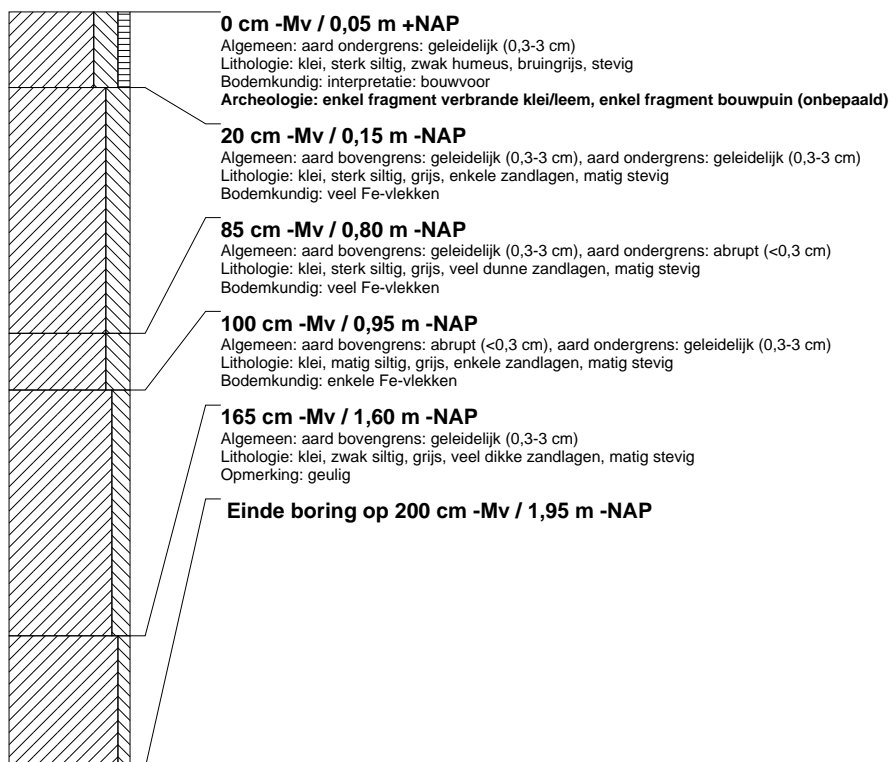 0 cm -Mv / 0,05 m +NAP
Algemeen: aard ondergrens: geleidelijk (0,3-3 cm)
Lithologie: klei, sterk siltig, zwak humeus, bruingrijs, stevig
Bodemkundig: interpretatie: bouwvoor
Archeologie: enkel fragment verbrande klei/leem, enkel fragment bouwpuin (onbepaald)
20 cm -Mv / 0,15 m -NAP
Algemeen: aard bovengrens: geleidelijk (0,3-3 cm), aard ondergrens: geleidelijk (0,3-3 cm)
Lithologie: klei, sterk siltig, grijs, enkele zandlagen, matig stevig
Bodemkundig: veel Fe-vlekken
85 cm -Mv / 0,80 m -NAP
Algemeen: aard bovengrens: geleidelijk (0,3-3 cm), aard ondergrens: abrupt (<0,3 cm)
Lithologie: klei, sterk siltig, grijs, veel dunne zandlagen, matig stevig
Bodemkundig: veel Fe-vlekken
100 cm -Mv / 0,95 m -NAP
Algemeen: aard bovengrens: abrupt (<0,3 cm), aard ondergrens: geleidelijk (0,3-3 cm)
Lithologie: klei, matig siltig, grijs, enkele zandlagen, matig stevig
Bodemkundig: enkele Fe-vlekken
165 cm -Mv / 1,60 m -NAP
Algemeen: aard bovengrens: geleidelijk (0,3-3 cm)
Lithologie: klei, zwak siltig, grijs, veel dikke zandlagen, matig stevig
Opmerking: geulig
Einde boring op 200 cm -Mv / 1,95 m -NAP